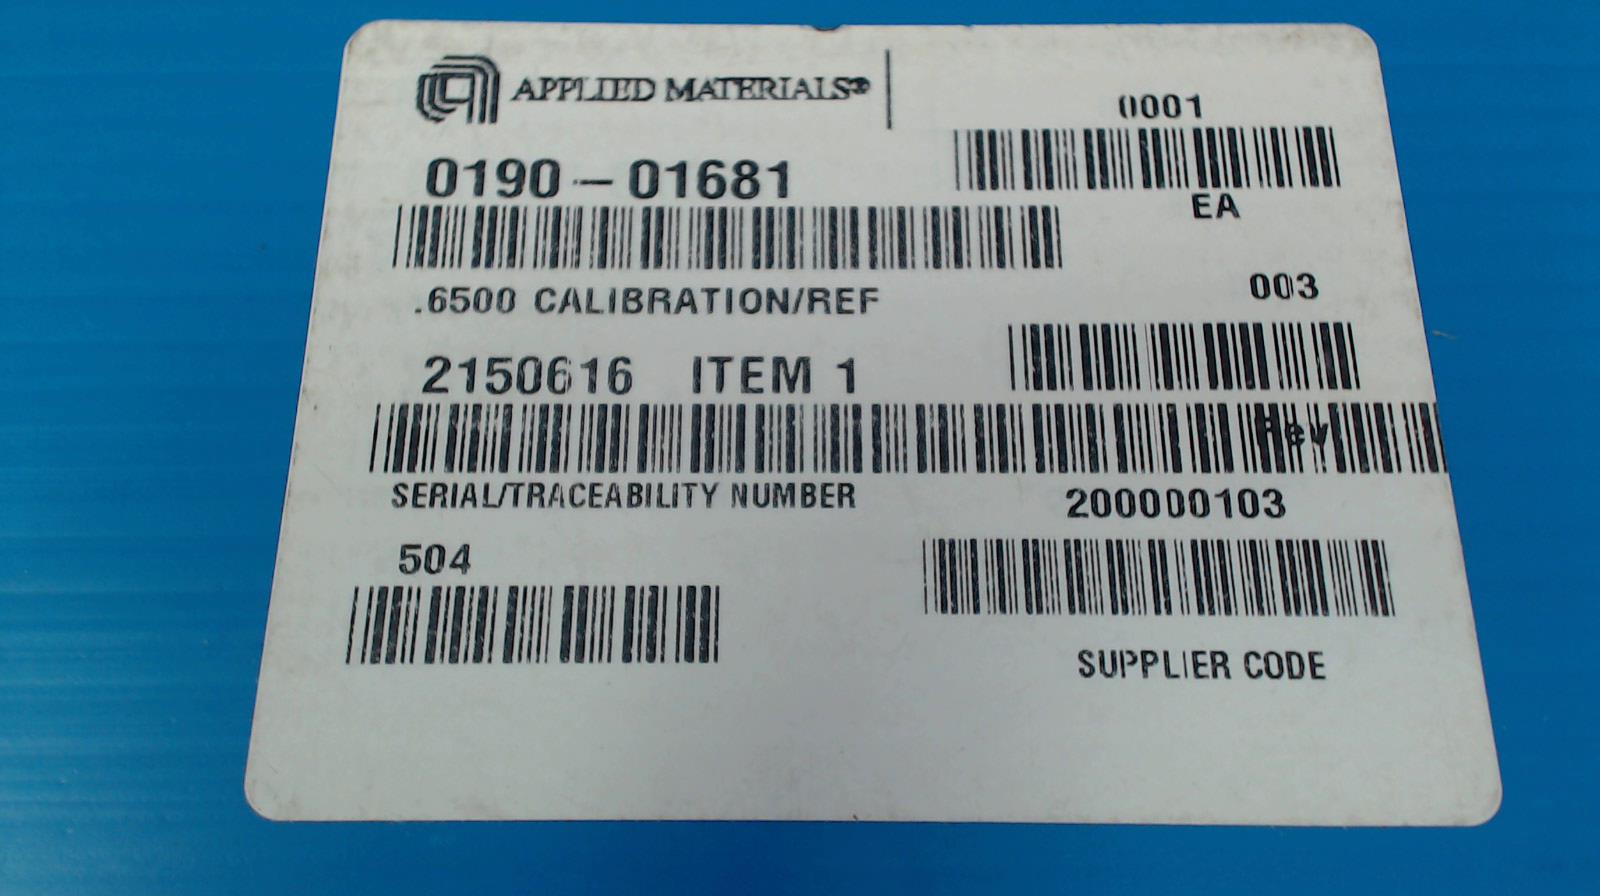 APPLIED MATERIALS®
0001
0190-01681
EA
.6500 CALIBRATION/REF
003
2150616 ITEM 1
Rev
SERIAL/TRACEABILITY NUMBER
200000103
504
SUPPLIER CODE